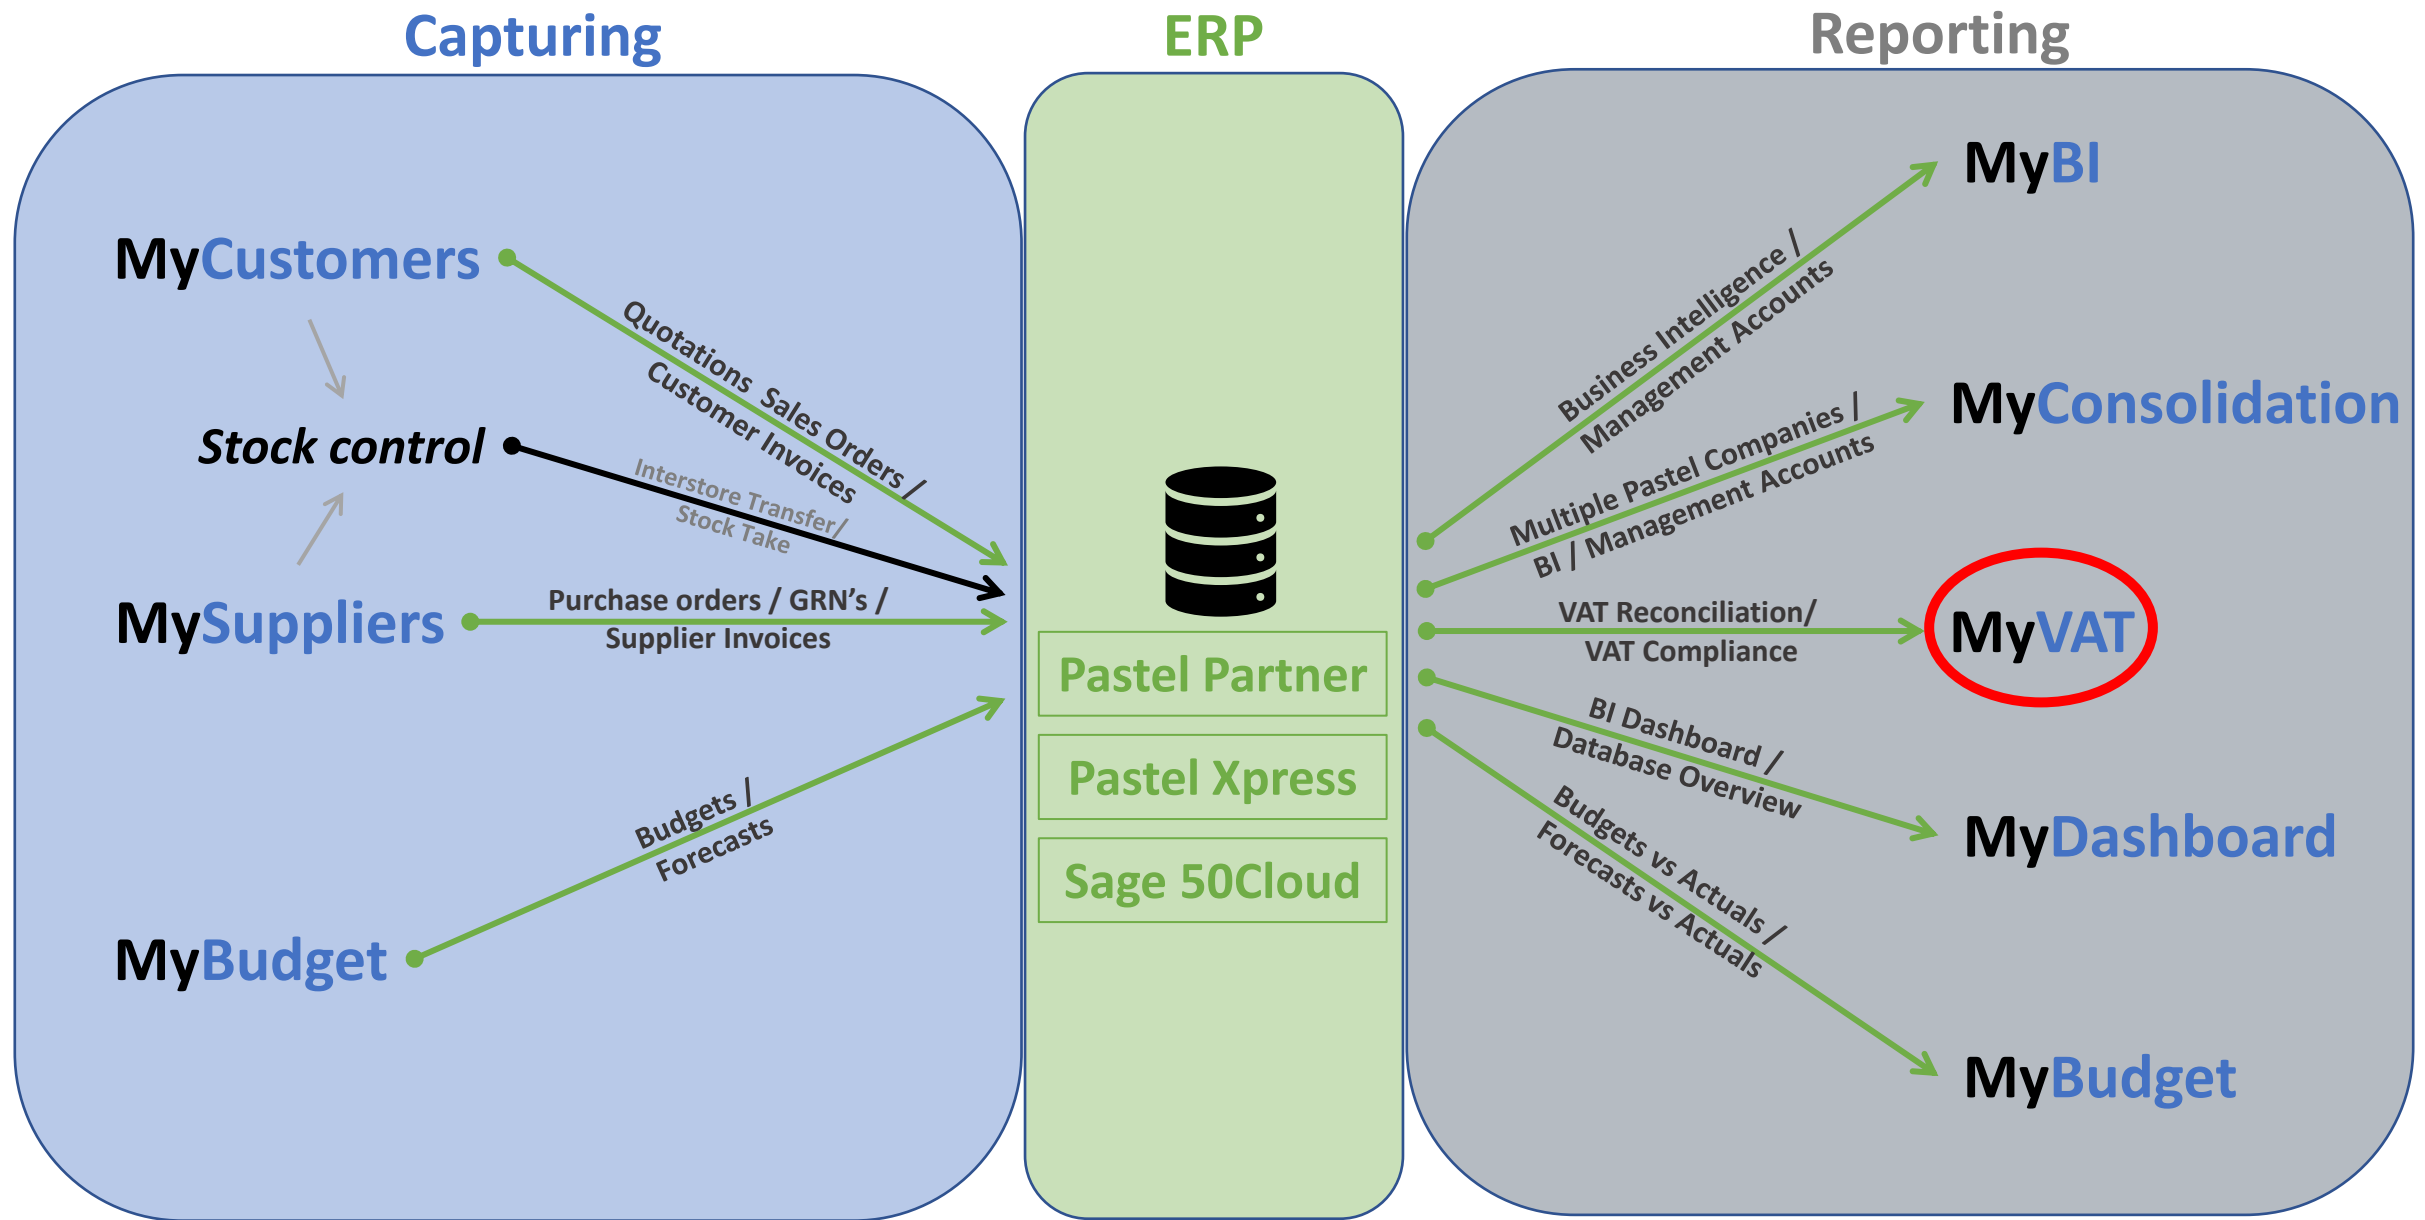 Capturing
ERP
Reporting
MyCustomers
Quotations  Sales Orders /
Customer Invoices
Stock control
Interstore Transfer/
Stock Take
MySuppliers
Purchase orders / GRN’s /
Supplier Invoices
Budgets /
Forecasts
MyBudget
Pastel Partner
Pastel Xpress
Sage 50Cloud
Business Intelligence /
Management Accounts
MyBI
Multiple Pastel Companies /
BI / Management Accounts
MyConsolidation
VAT Reconciliation/
VAT Compliance
MyVAT
BI Dashboard /
Database Overview
MyDashboard
Budgets vs Actuals /
Forecasts vs Actuals
MyBudget